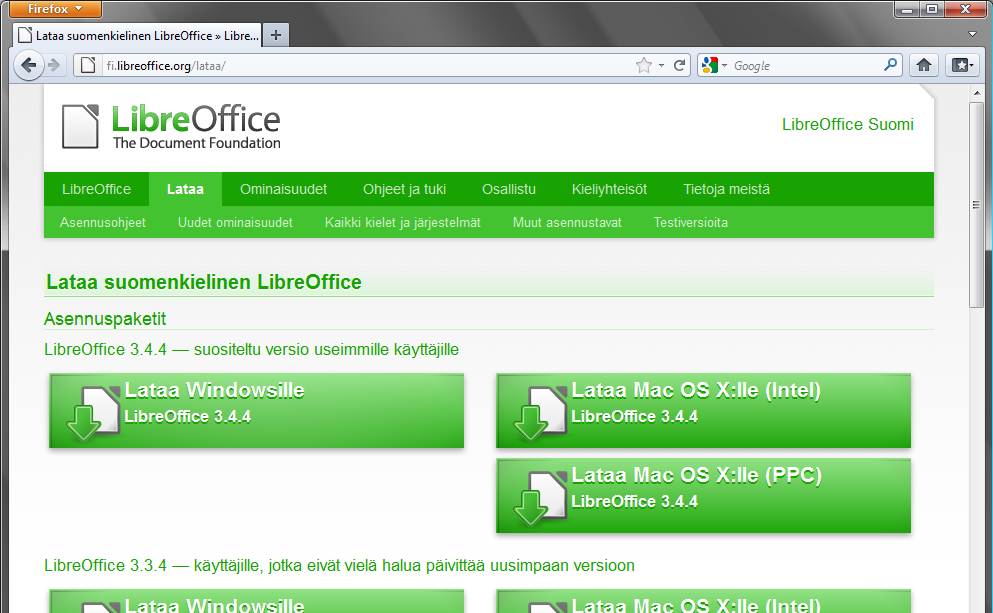 Firefox
Lataa suomenkielinen LibreOffice » Libre...
fi.libreoffice.org/lataa/
Google
LibreOffice
The Document Foundation
LibreOffice Suomi
LibreOffice Lataa Ominaisuudet Ohjeet ja tuki Osallistu Kieliyhteisöt Tietoja meistä
Asennusohjeet Uudet ominaisuudet Kaikki kielet ja järjestelmät Muut asennustavat Testiversioita
Lataa suomenkielinen LibreOffice
Asennuspaketit
LibreOffice 3.4.4 — suositeltu versio useimmille käyttäjille
Lataa Windowsille
LibreOffice 3.4.4
Lataa Mac OS X:lle (Intel)
LibreOffice 3.4.4
Lataa Mac OS X:lle (PPC)
LibreOffice 3.4.4
LibreOffice 3.3.4 — käyttäjille, jotka eivät vielä halua päivittää uusimpaan versioon
Lataa Windowsille
Lataa Mac OS X:lle (Intel)